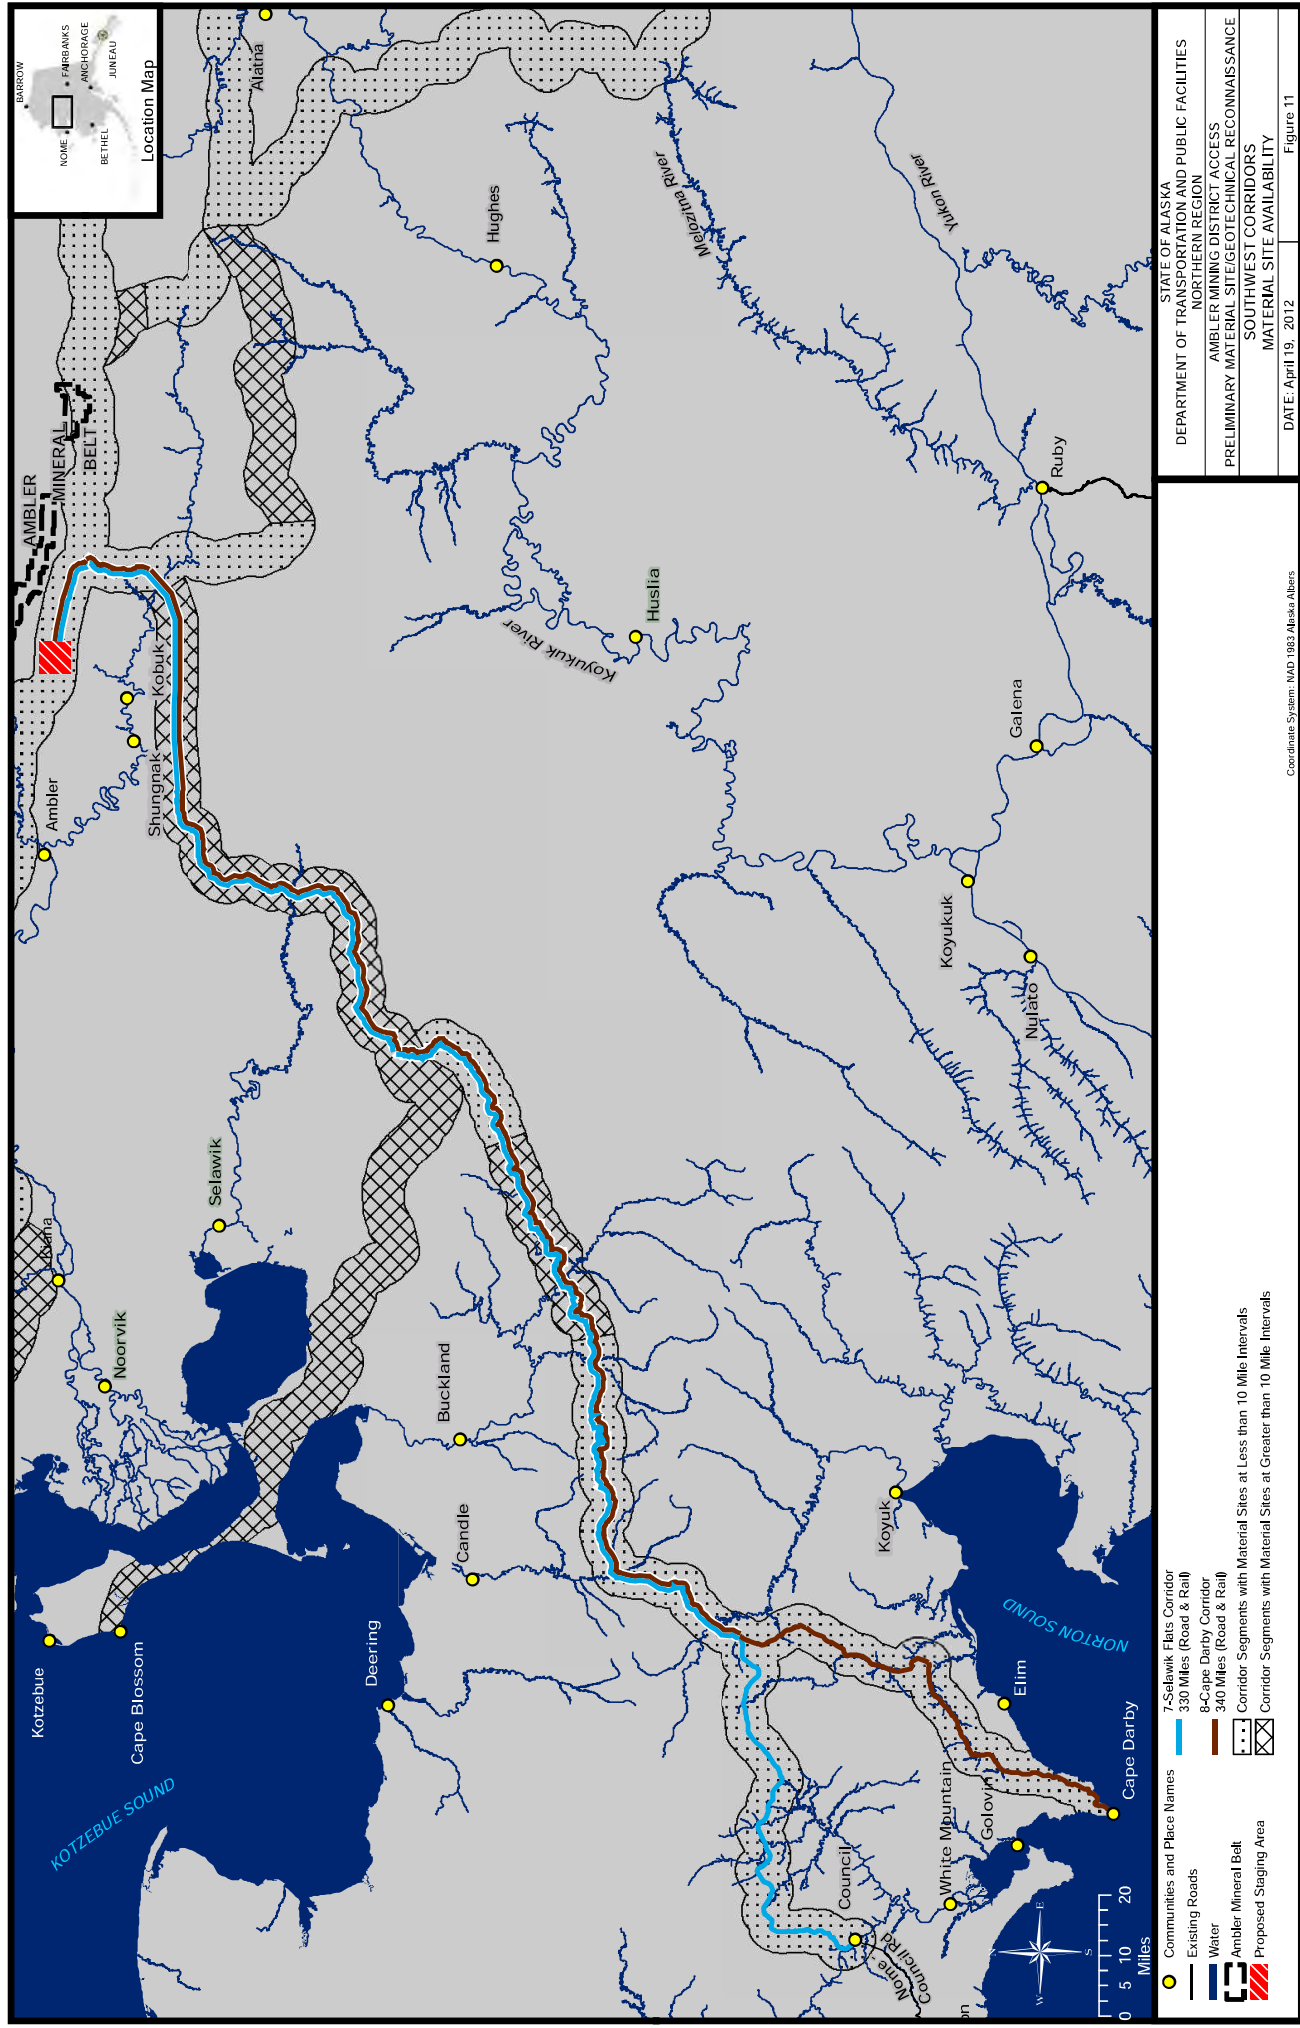 BARROW
FAIRBANKS
NOME
ANCHORAGE
BETHEL
JUNEAU
Location Map
Alatna
AMBLER
MINERAL
BELT
Hughes
Melozitna River
Yukon River
Ruby
Kobuk
Shungnak
Ambler
Koyukuk River
Huslia
Galena
Koyukuk
Nulato
Selawik
Kiana
Noorvik
Buckland
Candle
Koyuk
Kotzebue
Cape Blossom
Deering
KOTZEBUE SOUND
NORTON SOUND
Elim
Cape Darby
Golovin
White Mountain
Council
Nome
Council Rd
N
E
S
W
0 5 10 20
Miles
Communities and Place Names
Existing Roads
Water
Ambler Mineral Belt
Proposed Staging Area
7-Selawik Flats Corridor
330 Miles (Road & Rail)
8-Cape Darby Corridor
340 Miles (Road & Rail)
Corridor Segments with Material Sites at Less than 10 Mile Intervals
Corridor Segments with Material Sites at Greater than 10 Mile Intervals
Coordinate System: NAD 1983 Alaska Albers
STATE OF ALASKA
DEPARTMENT OF TRANSPORTATION AND PUBLIC FACILITIES
NORTHERN REGION
AMBLER MINING DISTRICT ACCESS
PRELIMINARY MATERIAL SITE/GEOTECHNICAL RECONNAISSANCE
SOUTHWEST CORRIDORS
MATERIAL SITE AVAILABILITY
DATE: April 19, 2012
Figure 11